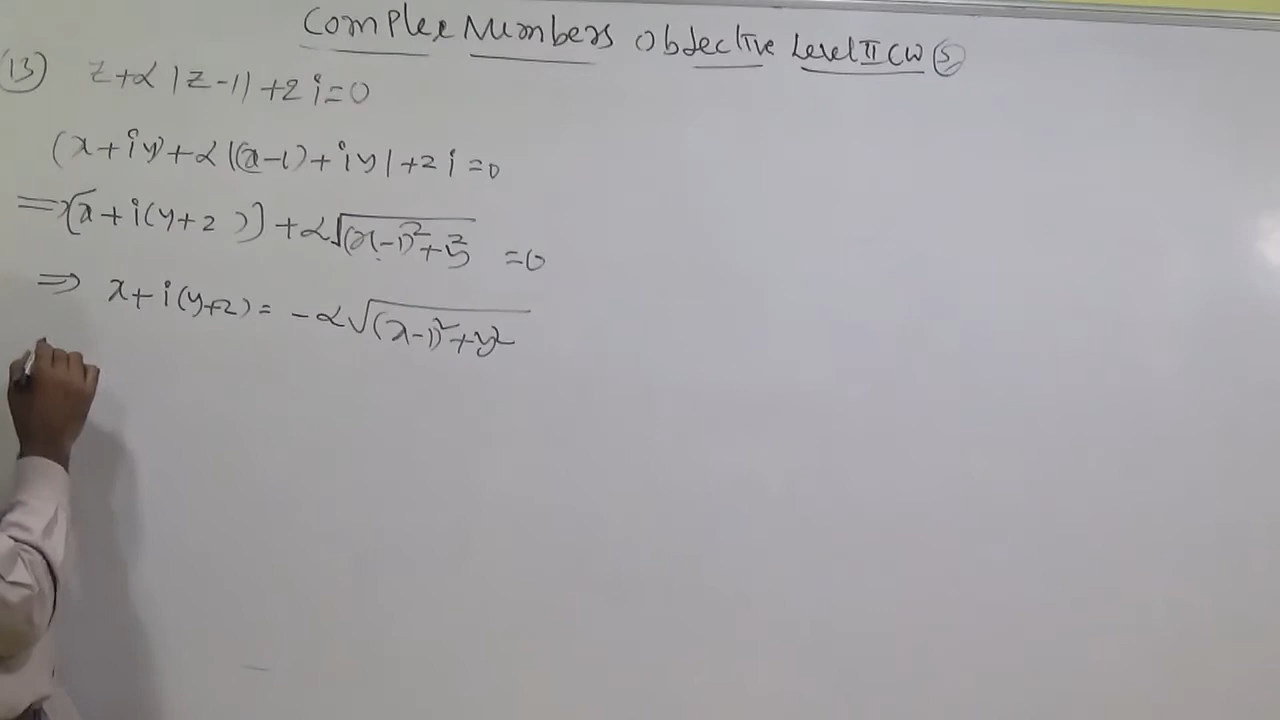 Complex Numbers Objective Level II CW (5)
(13) z+α|z-1|+2i=0
(x+iy)+α|(x-1)+iy|+2i=0
⇒[x+i(y+2)]+α√((x-1)²+y²)=0
⇒ x+i(y+2)=-α√((x-1)²+y²)